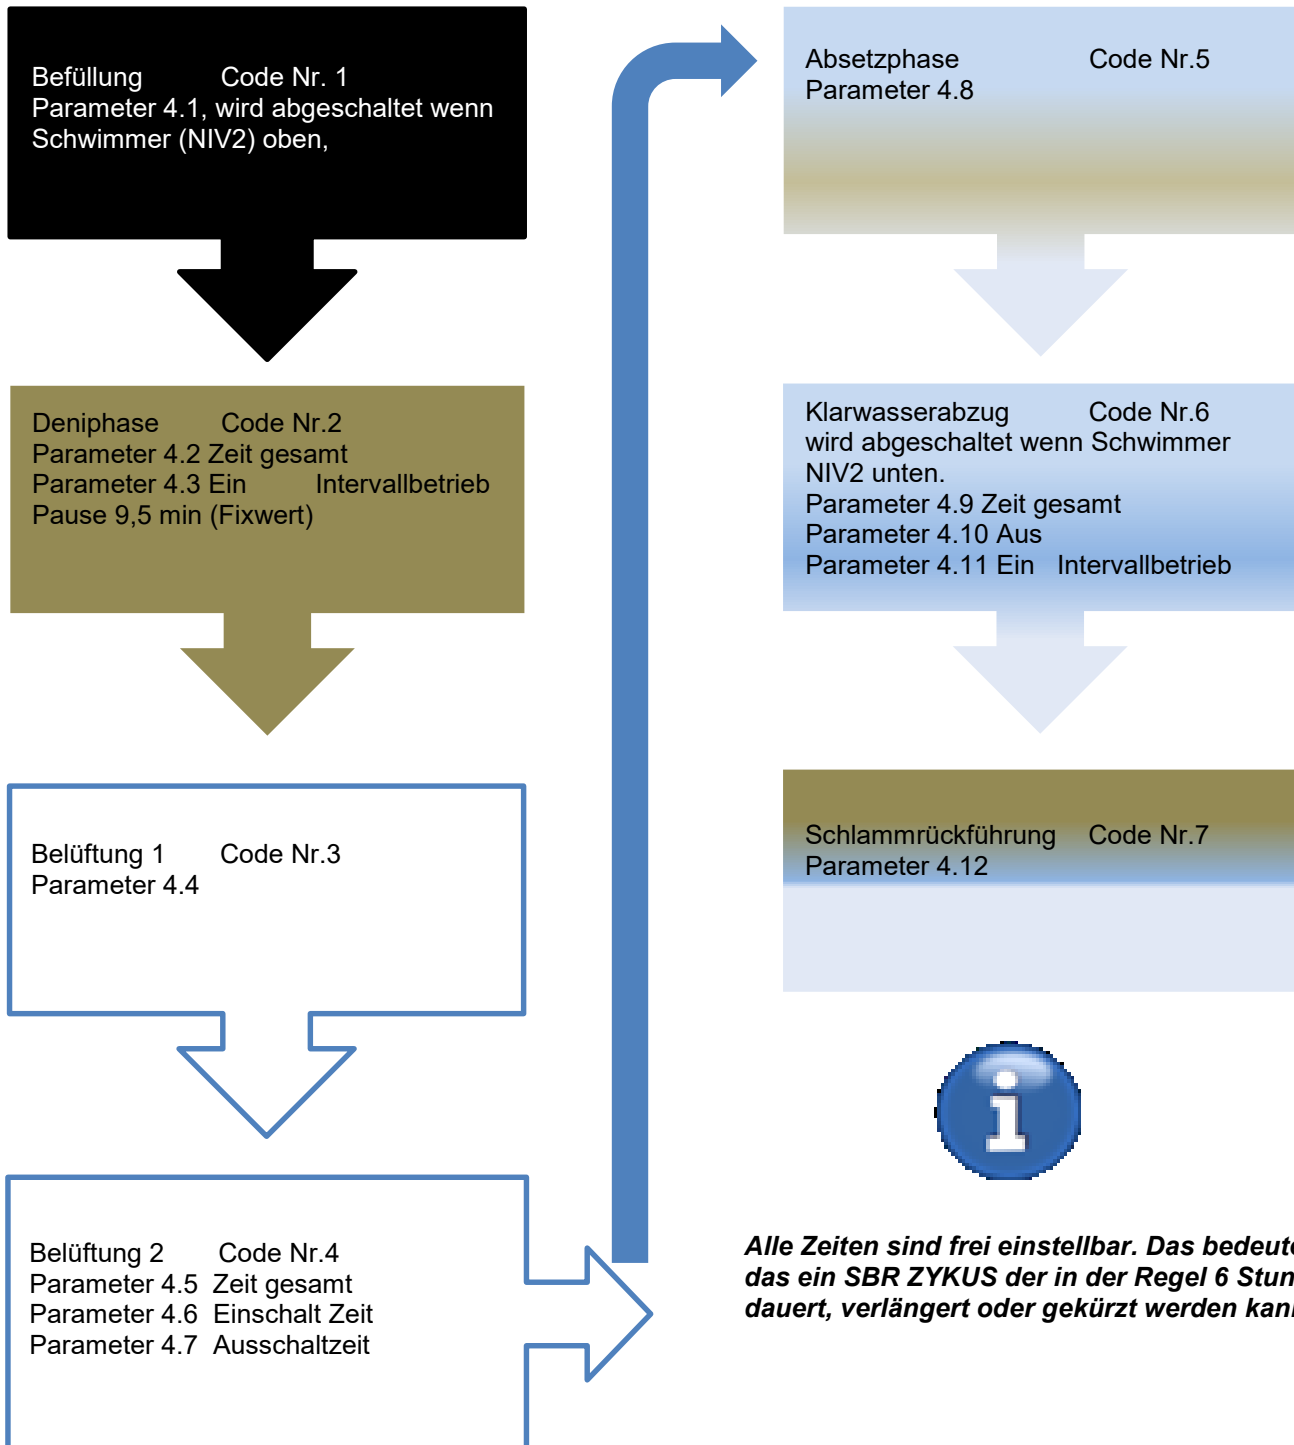 Befüllung Code Nr. 1
Parameter 4.1, wird abgeschaltet wenn
Schwimmer (NIV2) oben,
Deniphase Code Nr.2
Parameter 4.2 Zeit gesamt
Parameter 4.3 Ein Intervallbetrieb
Pause 9,5 min (Fixwert)
Belüftung 1 Code Nr.3
Parameter 4.4
Belüftung 2 Code Nr.4
Parameter 4.5 Zeit gesamt
Parameter 4.6 Einschalt Zeit
Parameter 4.7 Ausschaltzeit
Absetzphase Code Nr.5
Parameter 4.8
Klarwasserabzug Code Nr.6
wird abgeschaltet wenn Schwimmer
NIV2 unten.
Parameter 4.9 Zeit gesamt
Parameter 4.10 Aus
Parameter 4.11 Ein Intervallbetrieb
Schlammrückführung Code Nr.7
Parameter 4.12
Alle Zeiten sind frei einstellbar. Das
das ein SBR ZYKUS der in der Regel 6
dauert, verlängert oder gekürzt werden